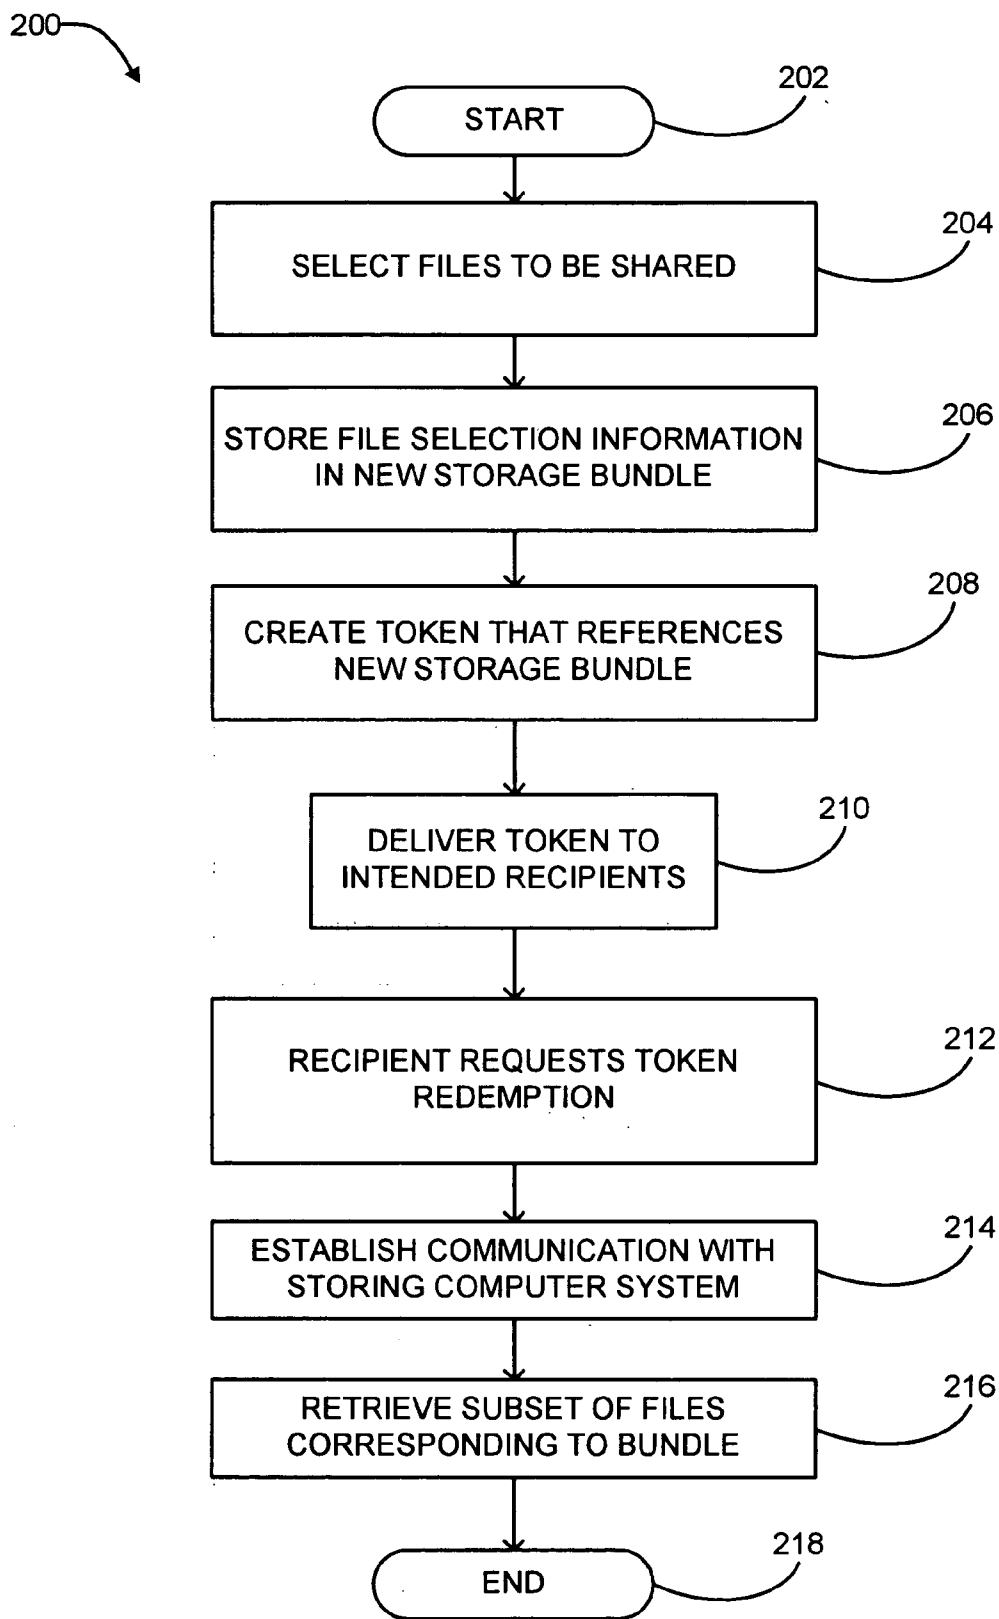 200
202
START
204
SELECT FILES TO BE SHARED
206
STORE FILE SELECTION INFORMATION
IN NEW STORAGE BUNDLE
208
CREATE TOKEN THAT REFERENCES
NEW STORAGE BUNDLE
210
DELIVER TOKEN TO
INTENDED RECIPIENTS
212
RECIPIENT REQUESTS TOKEN
REDEMPTION
214
ESTABLISH COMMUNICATION WITH
STORING COMPUTER SYSTEM
216
RETRIEVE SUBSET OF FILES
CORRESPONDING TO BUNDLE
218
END